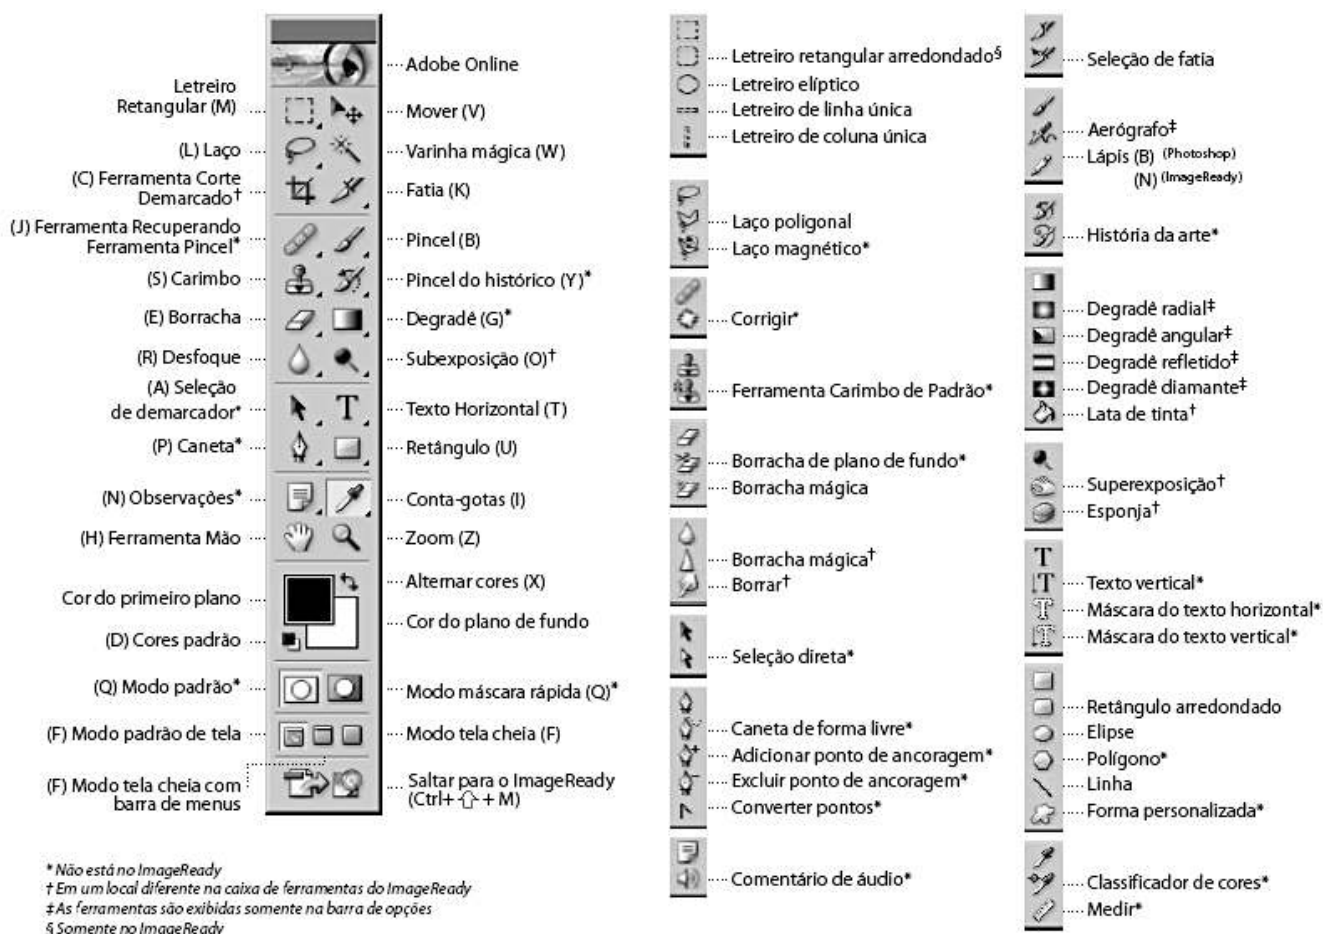 Adobe Online
Letreiro
Retangular (M)
Mover (V)
(L) Laço
Varinha mágica (W)
(C) Ferramenta Corte
Demarcado†
Fatia (K)
(J) Ferramenta Recuperando
Ferramenta Pincel*
Pincel (B)
(S) Carimbo
Pincel do histórico (Y)*
(E) Borracha
Degradê (G)*
(R) Desfoque
Subexposição (O)†
(A) Seleção
de demarcador*
Texto Horizontal (T)
(P) Caneta*
Retângulo (U)
(N) Observações*
Conta-gotas (I)
(H) Ferramenta Mão
Zoom (Z)
Alternar cores (X)
Cor do primeiro plano
Cor do plano de fundo
(D) Cores padrão
(Q) Modo padrão*
Modo máscara rápida (Q)*
(F) Modo padrão de tela
Modo tela cheia (F)
(F) Modo tela cheia com
barra de menus
Saltar para o ImageReady
(Ctrl+ ⇧ + M)
* Não está no ImageReady
† Em um local diferente na caixa de ferramentas do ImageReady
‡ As ferramentas são exibidas somente na barra de opções
§ Somente no ImageReady
Letreiro retangular arredondado§
Letreiro elíptico
Letreiro de linha única
Letreiro de coluna única
Laço poligonal
Laço magnético*
Corrigir*
Ferramenta Carimbo de Padrão*
Borracha de plano de fundo*
Borracha mágica
Borracha mágica†
Borrar†
Seleção direta*
Caneta de forma livre*
Adicionar ponto de ancoragem*
Excluir ponto de ancoragem*
Converter pontos*
Comentário de áudio*
Seleção de fatia
Aerógrafo‡
Lápis (B) (Photoshop)
(N) (ImageReady)
História da arte*
Degradê radial‡
Degradê angular‡
Degradê refletido‡
Degradê diamante‡
Lata de tinta†
Superexposição†
Esponja†
Texto vertical*
Máscara do texto horizontal*
Máscara do texto vertical*
Retângulo arredondado
Elipse
Polígono*
Linha
Forma personalizada*
Classificador de cores*
Medir*